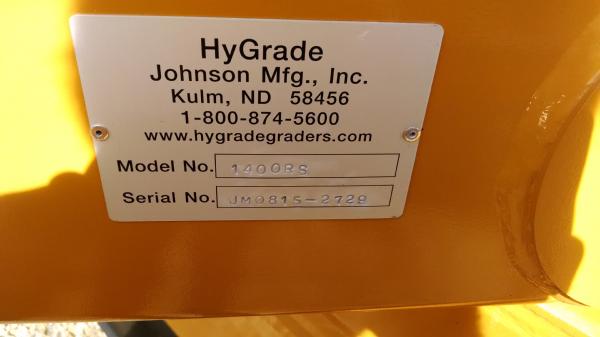 HyGrade
Johnson Mfg., Inc.
Kulm, ND 58456
1-800-874-5600
www.hygradegraders.com
Model No. 1400RS
Serial No. JM0815-2729